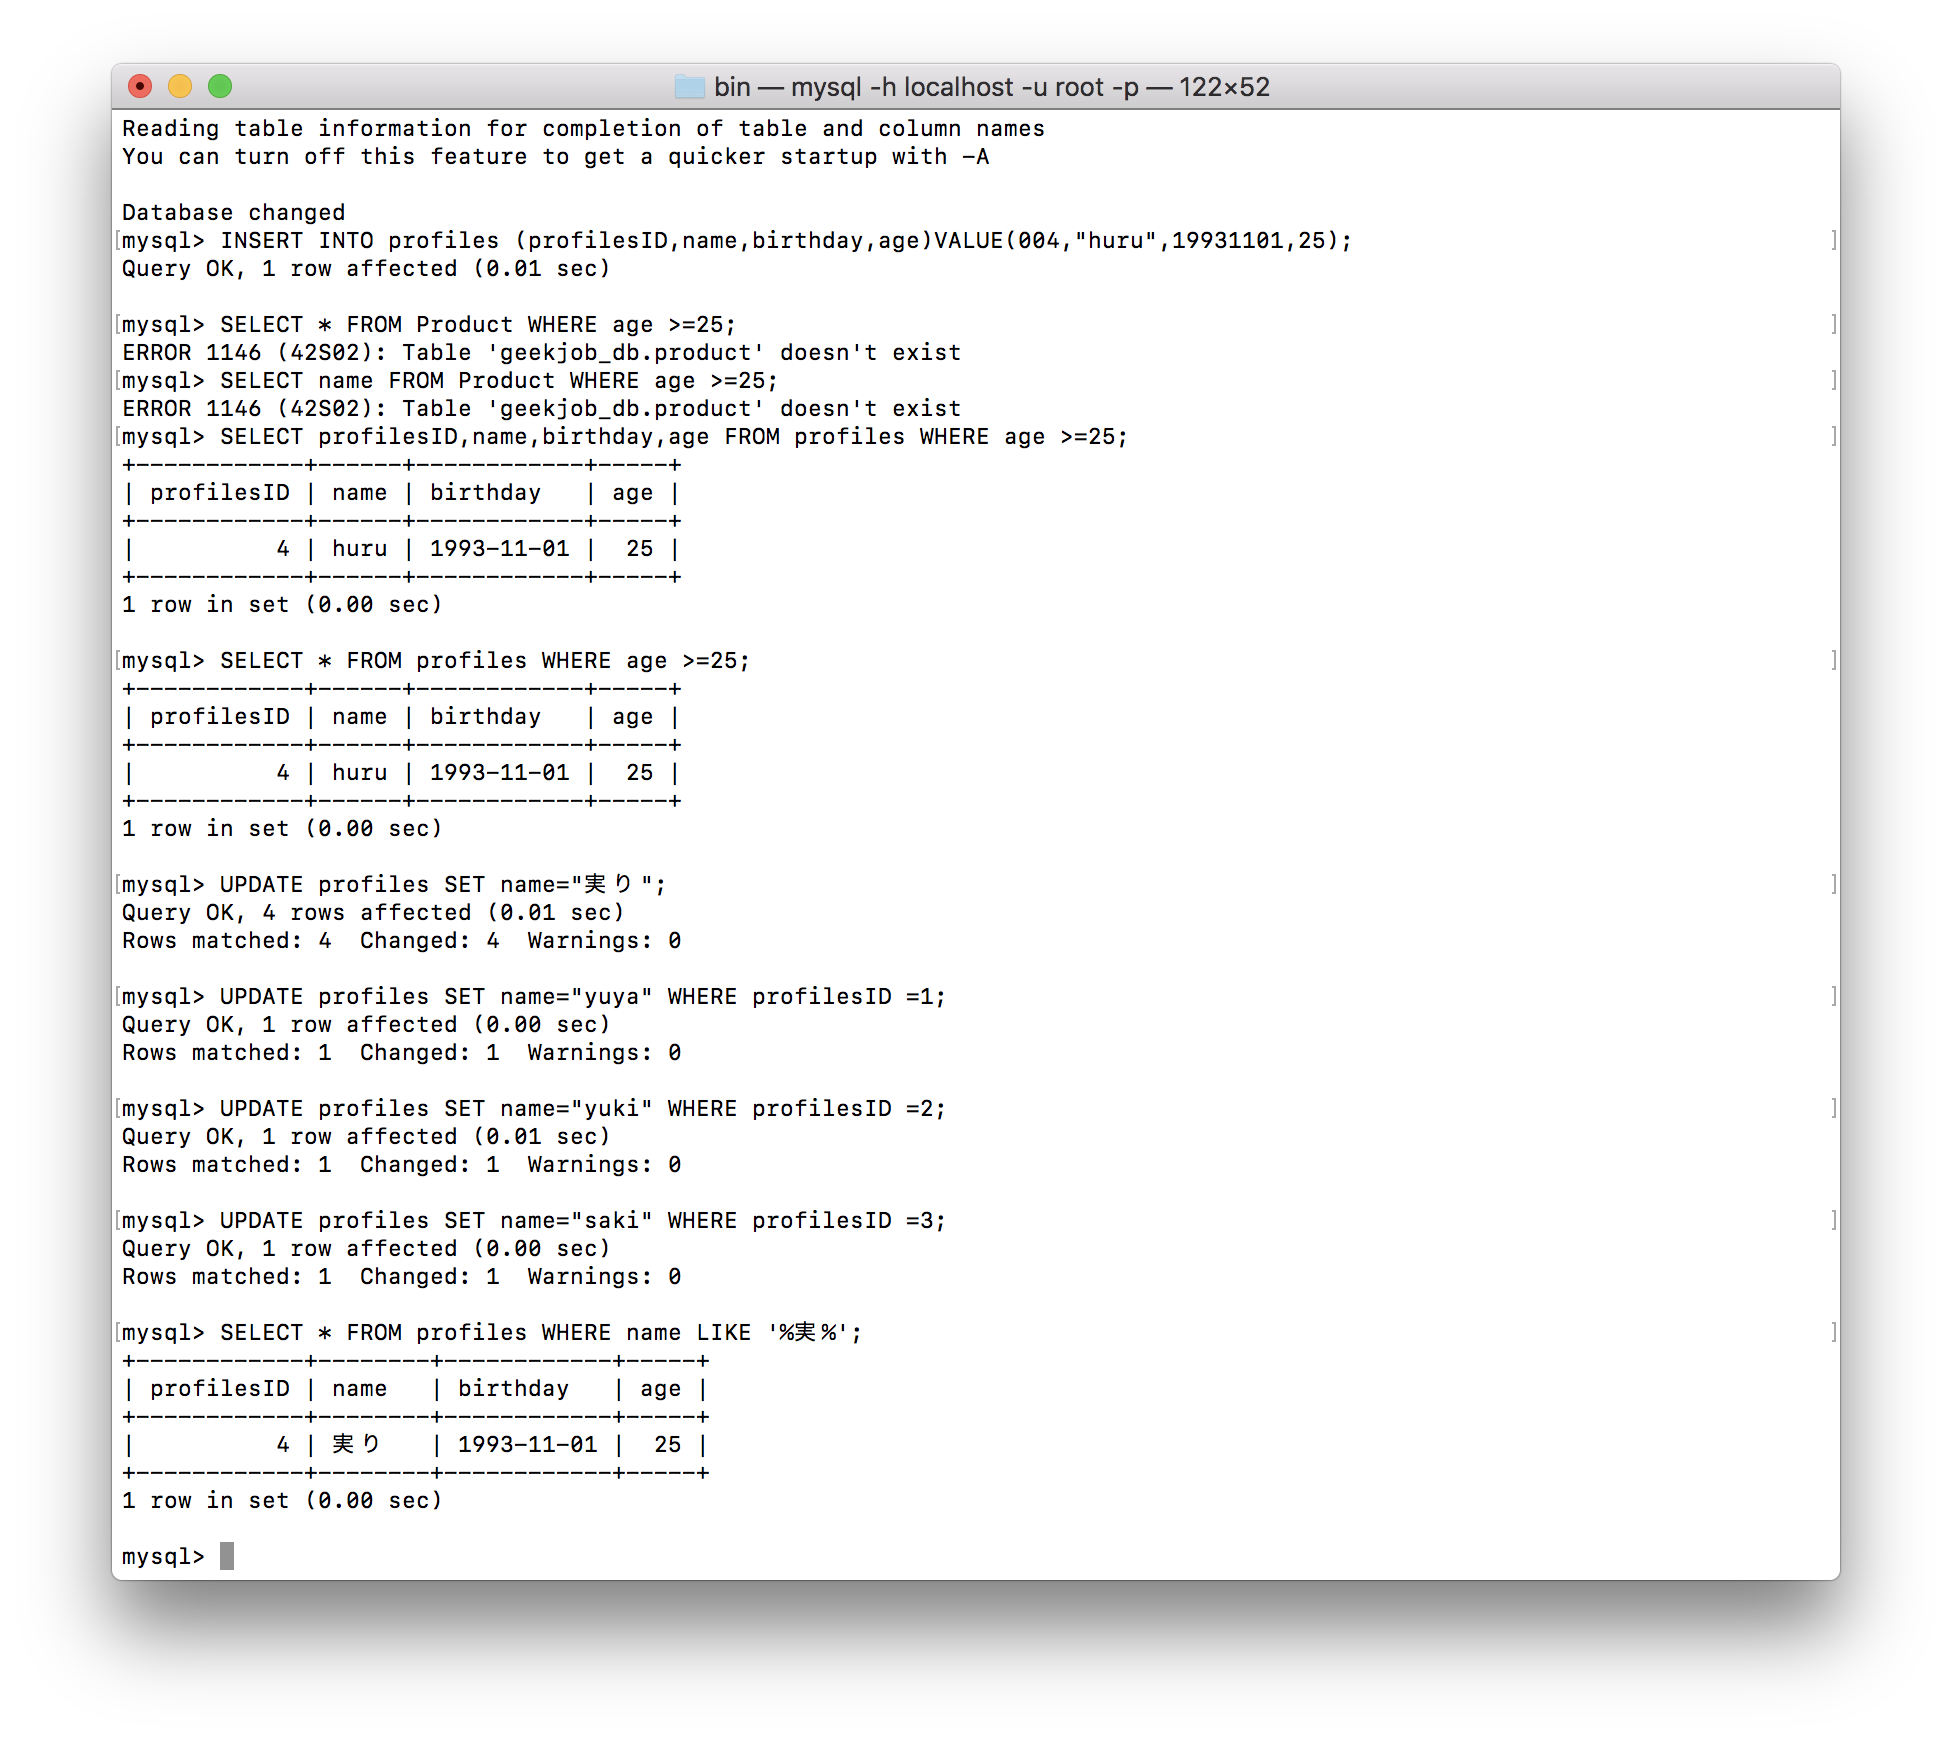 bin — mysql -h localhost -u root -p — 122×52
Reading table information for completion of table and column names
You can turn off this feature to get a quicker startup with -A
Database changed
mysql> INSERT INTO profiles (profilesID,name,birthday,age)VALUE(004,"huru",19931101,25);
Query OK, 1 row affected (0.01 sec)
mysql> SELECT * FROM Product WHERE age >=25;
ERROR 1146 (42S02): Table 'geekjob_db.product' doesn't exist
mysql> SELECT name FROM Product WHERE age >=25;
ERROR 1146 (42S02): Table 'geekjob_db.product' doesn't exist
mysql> SELECT profilesID,name,birthday,age FROM profiles WHERE age >=25;
+------------+------+------------+-----+
| profilesID | name | birthday   | age |
+------------+------+------------+-----+
|          4 | huru | 1993-11-01 |  25 |
+------------+------+------------+-----+
1 row in set (0.00 sec)
mysql> SELECT * FROM profiles WHERE age >=25;
+------------+------+------------+-----+
| profilesID | name | birthday   | age |
+------------+------+------------+-----+
|          4 | huru | 1993-11-01 |  25 |
+------------+------+------------+-----+
1 row in set (0.00 sec)
mysql> UPDATE profiles SET name="実り";
Query OK, 4 rows affected (0.01 sec)
Rows matched: 4  Changed: 4  Warnings: 0
mysql> UPDATE profiles SET name="yuya" WHERE profilesID =1;
Query OK, 1 row affected (0.00 sec)
Rows matched: 1  Changed: 1  Warnings: 0
mysql> UPDATE profiles SET name="yuki" WHERE profilesID =2;
Query OK, 1 row affected (0.01 sec)
Rows matched: 1  Changed: 1  Warnings: 0
mysql> UPDATE profiles SET name="saki" WHERE profilesID =3;
Query OK, 1 row affected (0.00 sec)
Rows matched: 1  Changed: 1  Warnings: 0
mysql> SELECT * FROM profiles WHERE name LIKE '%実%';
+------------+--------+------------+-----+
| profilesID | name   | birthday   | age |
+------------+--------+------------+-----+
|          4 | 実り   | 1993-11-01 |  25 |
+------------+--------+------------+-----+
1 row in set (0.00 sec)
mysql>